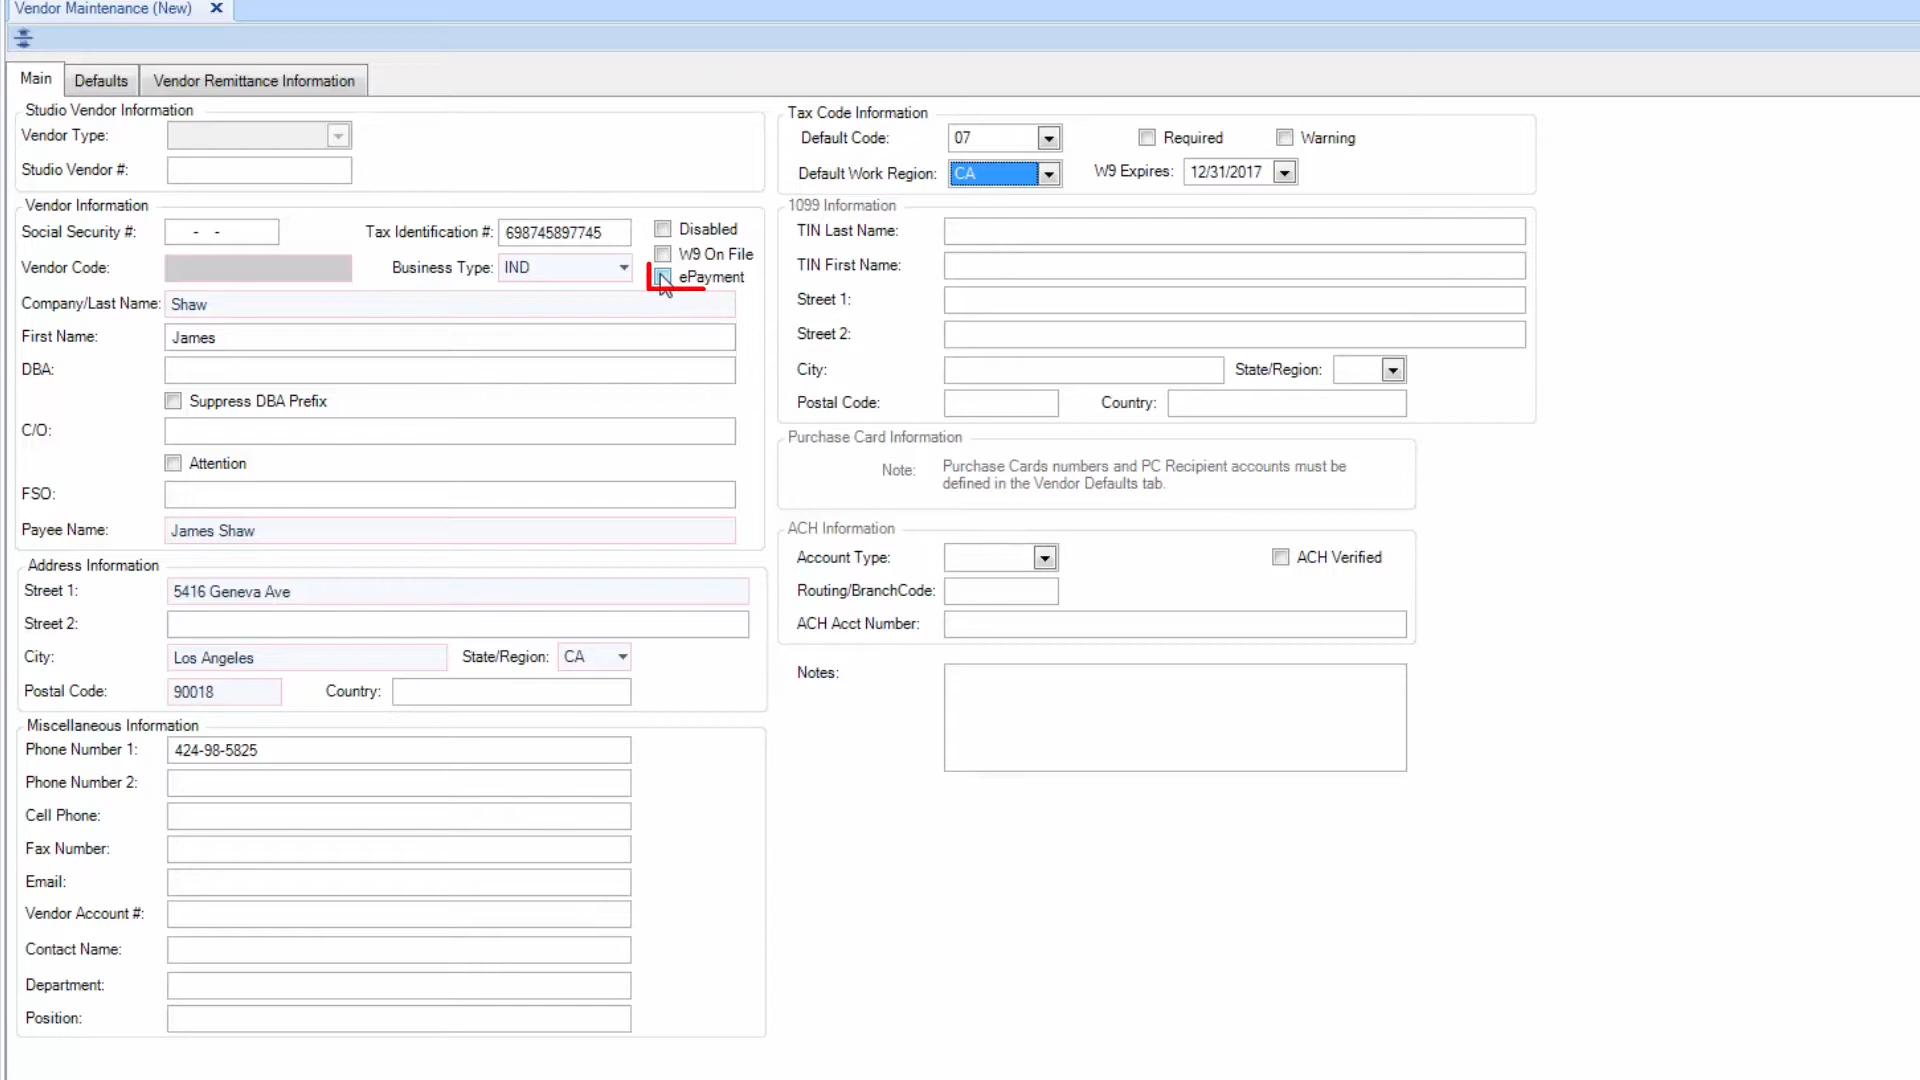 Vendor Maintenance (New) X
Main Defaults Vendor Remittance Information
Studio Vendor Information
Vendor Type:
Studio Vendor #:
Vendor Information
Social Security #: - - Tax Identification #: 698745897745 Disabled
W9 On File
Vendor Code: Business Type: IND ePayment
Company/Last Name: Shaw
First Name: James
DBA:
Suppress DBA Prefix
C/O:
Attention
FSO:
Payee Name: James Shaw
Address Information
Street 1: 5416 Geneva Ave
Street 2:
City: Los Angeles State/Region: CA
Postal Code: 90018 Country:
Miscellaneous Information
Phone Number 1: 424-98-5825
Phone Number 2:
Cell Phone:
Fax Number:
Email:
Vendor Account #:
Contact Name:
Department:
Position:
Tax Code Information
Default Code: 07 Required Warning
Default Work Region: CA W9 Expires: 12/31/2017
1099 Information
TIN Last Name:
TIN First Name:
Street 1:
Street 2:
City: State/Region:
Postal Code: Country:
Purchase Card Information
Note: Purchase Cards numbers and PC Recipient accounts must be
defined in the Vendor Defaults tab.
ACH Information
Account Type: ACH Verified
Routing/BranchCode:
ACH Acct Number:
Notes: